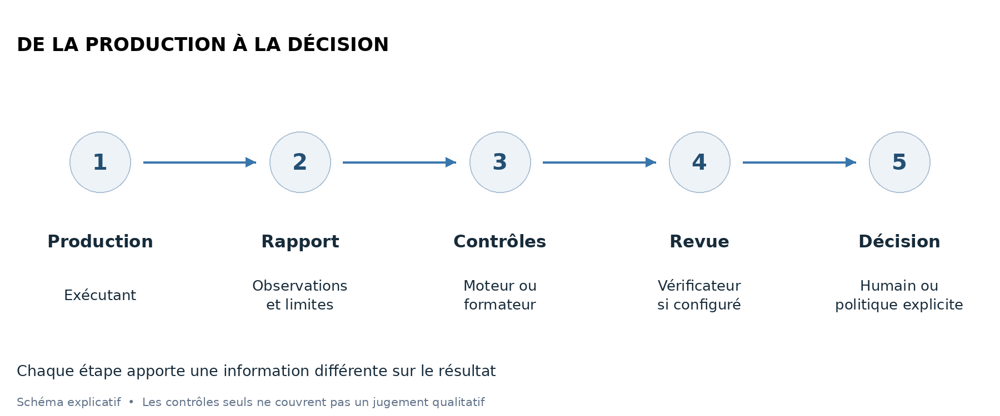 DE LA PRODUCTION À LA DÉCISION
1
2
3
4
5
Production
Rapport
Contrôles
Revue
Décision
Exécutant
Observations
et limites
Moteur ou
formateur
Vérificateur
si configuré
Humain ou
politique explicite
Chaque étape apporte une information différente sur le résultat
Schéma explicatif • Les contrôles seuls ne couvrent pas un jugement qualitatif